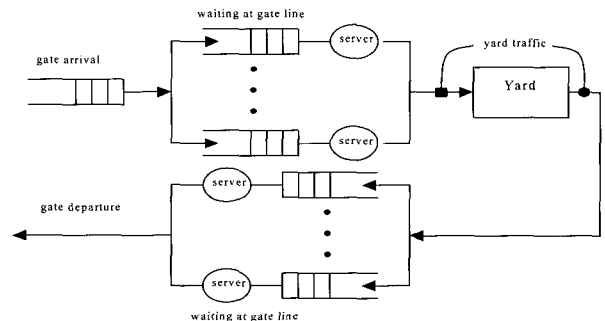 waiting at gate line
server
gate arrival
yard traffic
Yard
server
server
gate departure
server
waiting at gate line